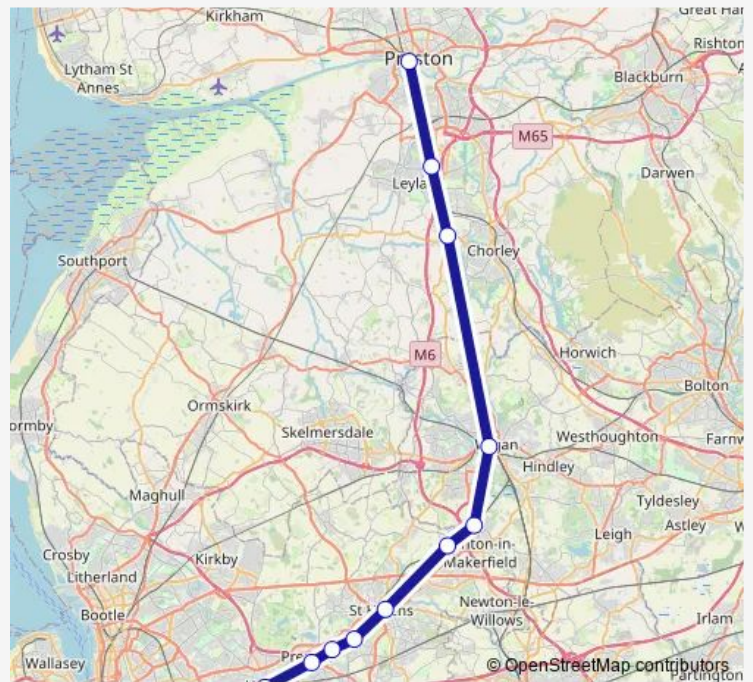 Kirkham
Great Har
Rishton
Lytham St
Annes
Blackburn
M65
Darwen
Leyla
Chorley
Southport
M6
Horwich
Bolton
Ormskirk
ormby
Skelmersdale
Westhoughton
Farnw
Hindley
Maghull
Tyldesley
Astley
W
Leigh
Crosby
Kirkby
nton-in-
Makerfield
Litherland
Newton-le-
Willows
Bootle
Irlam
Wallasey
Partington
© OpenStreetMap contributors